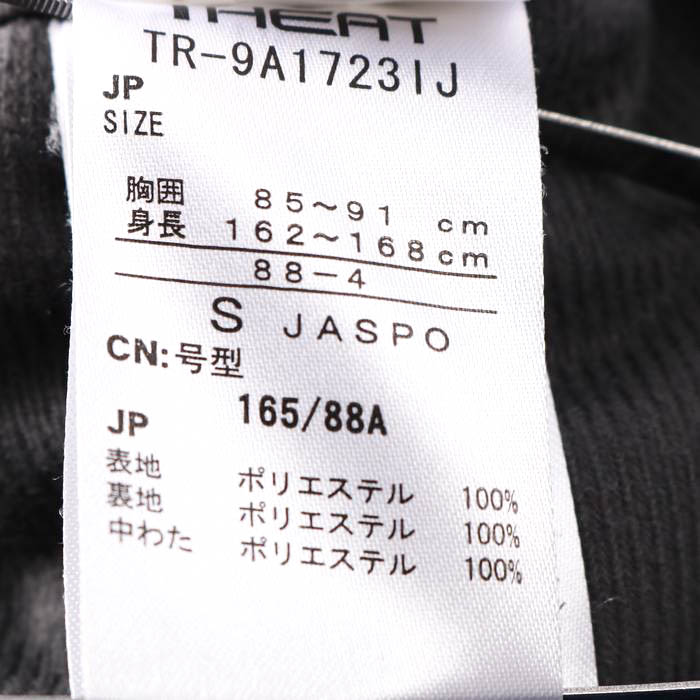 TR-9A1723IJ
JP
SIZE
胸囲 85～91 cm
身長 162～168cm
88-4
S JASPO
CN:号型
165/88A
JP
表地 ポリエステル 100%
裏地 ポリエステル 100%
中わた ポリエステル 100%